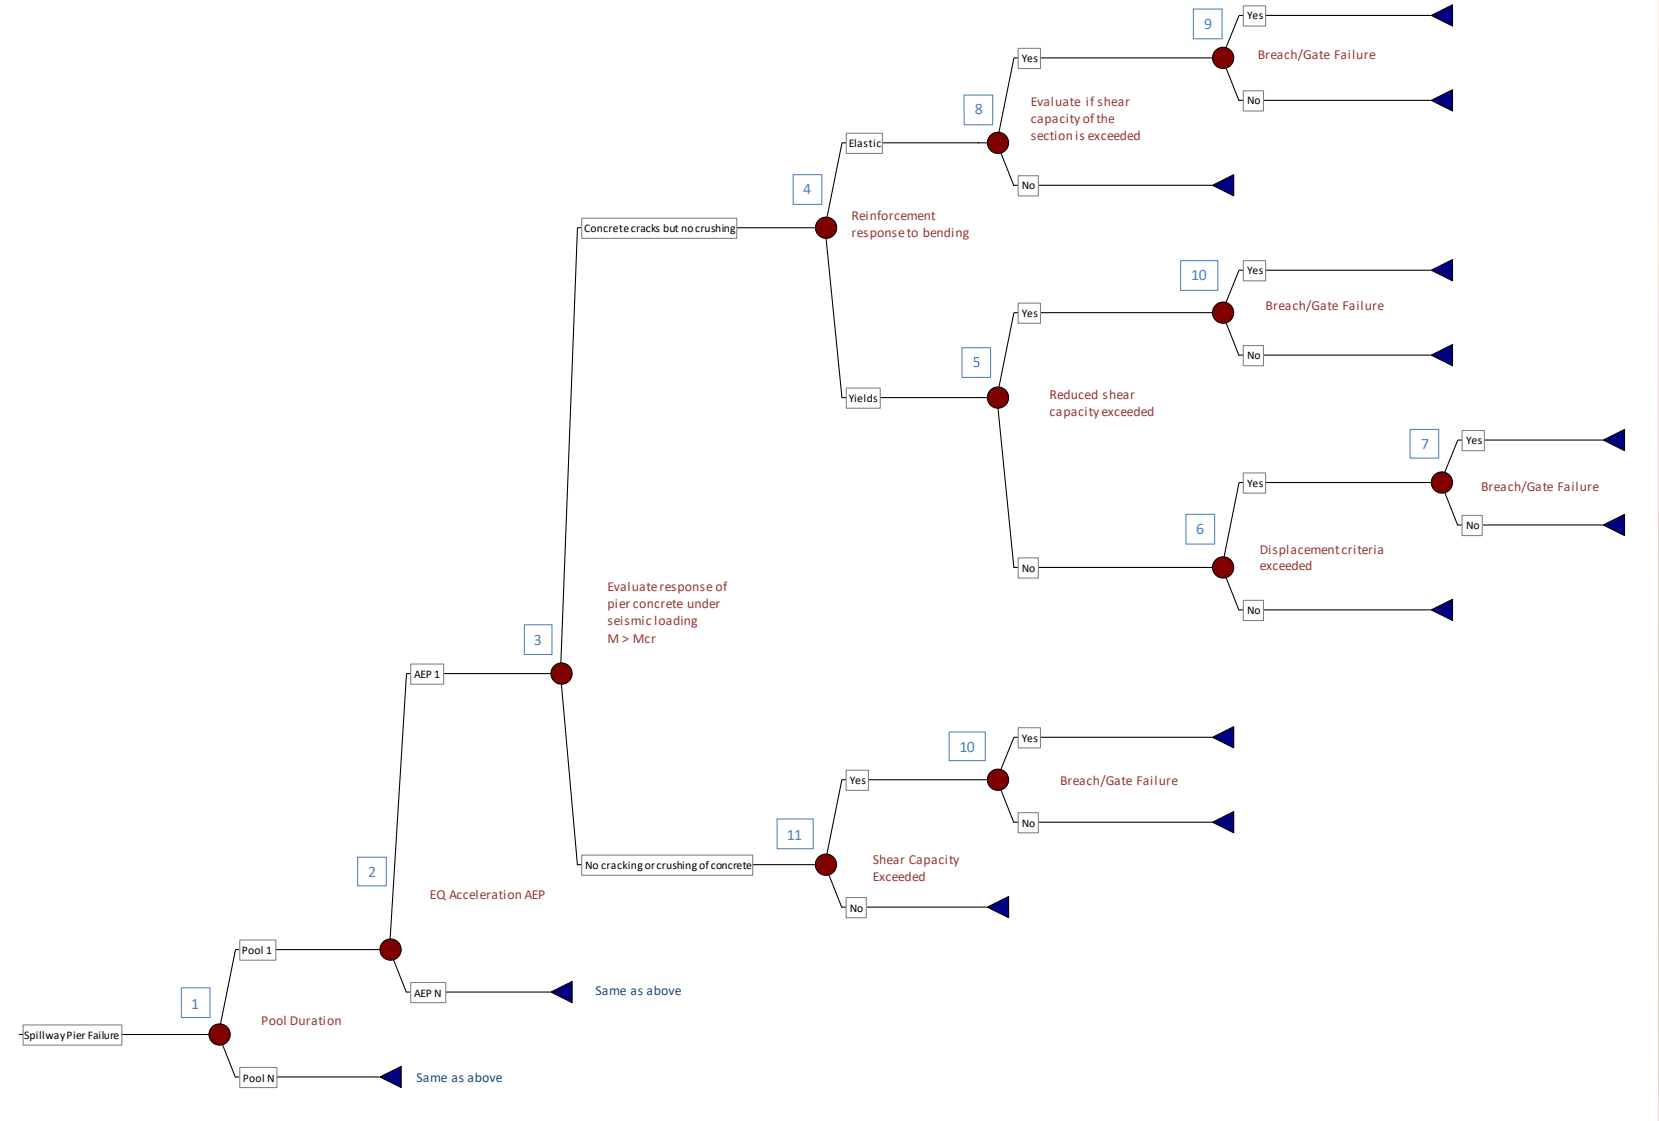 9
Yes
Breach/Gate Failure
No
8
Yes
Evaluate if shear
capacity of the
section is exceeded
No
4
Elastic
Reinforcement
response to bending
Concrete cracks but no crushing
10
Yes
Breach/Gate Failure
No
5
Yes
Reduced shear
capacity exceeded
Yields
7
Yes
Breach/Gate Failure
No
6
Yes
Displacement criteria
exceeded
No
No
3
Evaluate response of
pier concrete under
seismic loading
M > Mcr
AEP 1
10
Yes
Breach/Gate Failure
No
11
Yes
Shear Capacity
Exceeded
No
No cracking or crushing of concrete
2
EQ Acceleration AEP
Pool 1
AEP N
Same as above
1
Pool Duration
Spillway Pier Failure
Pool N
Same as above